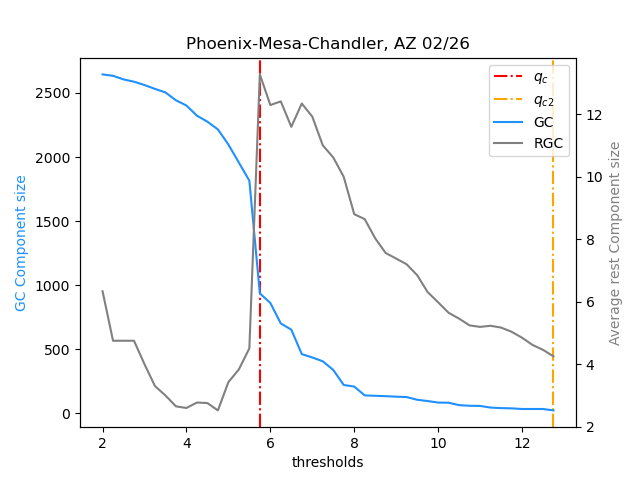 Phoenix-Mesa-Chandler, AZ 02/26
q_c
q_c2
GC
RGC
GC Component size
2500
2000
1500
1000
500
0
12
10
8
6
4
2
Average rest Component size
2 4 6 8 10 12
thresholds